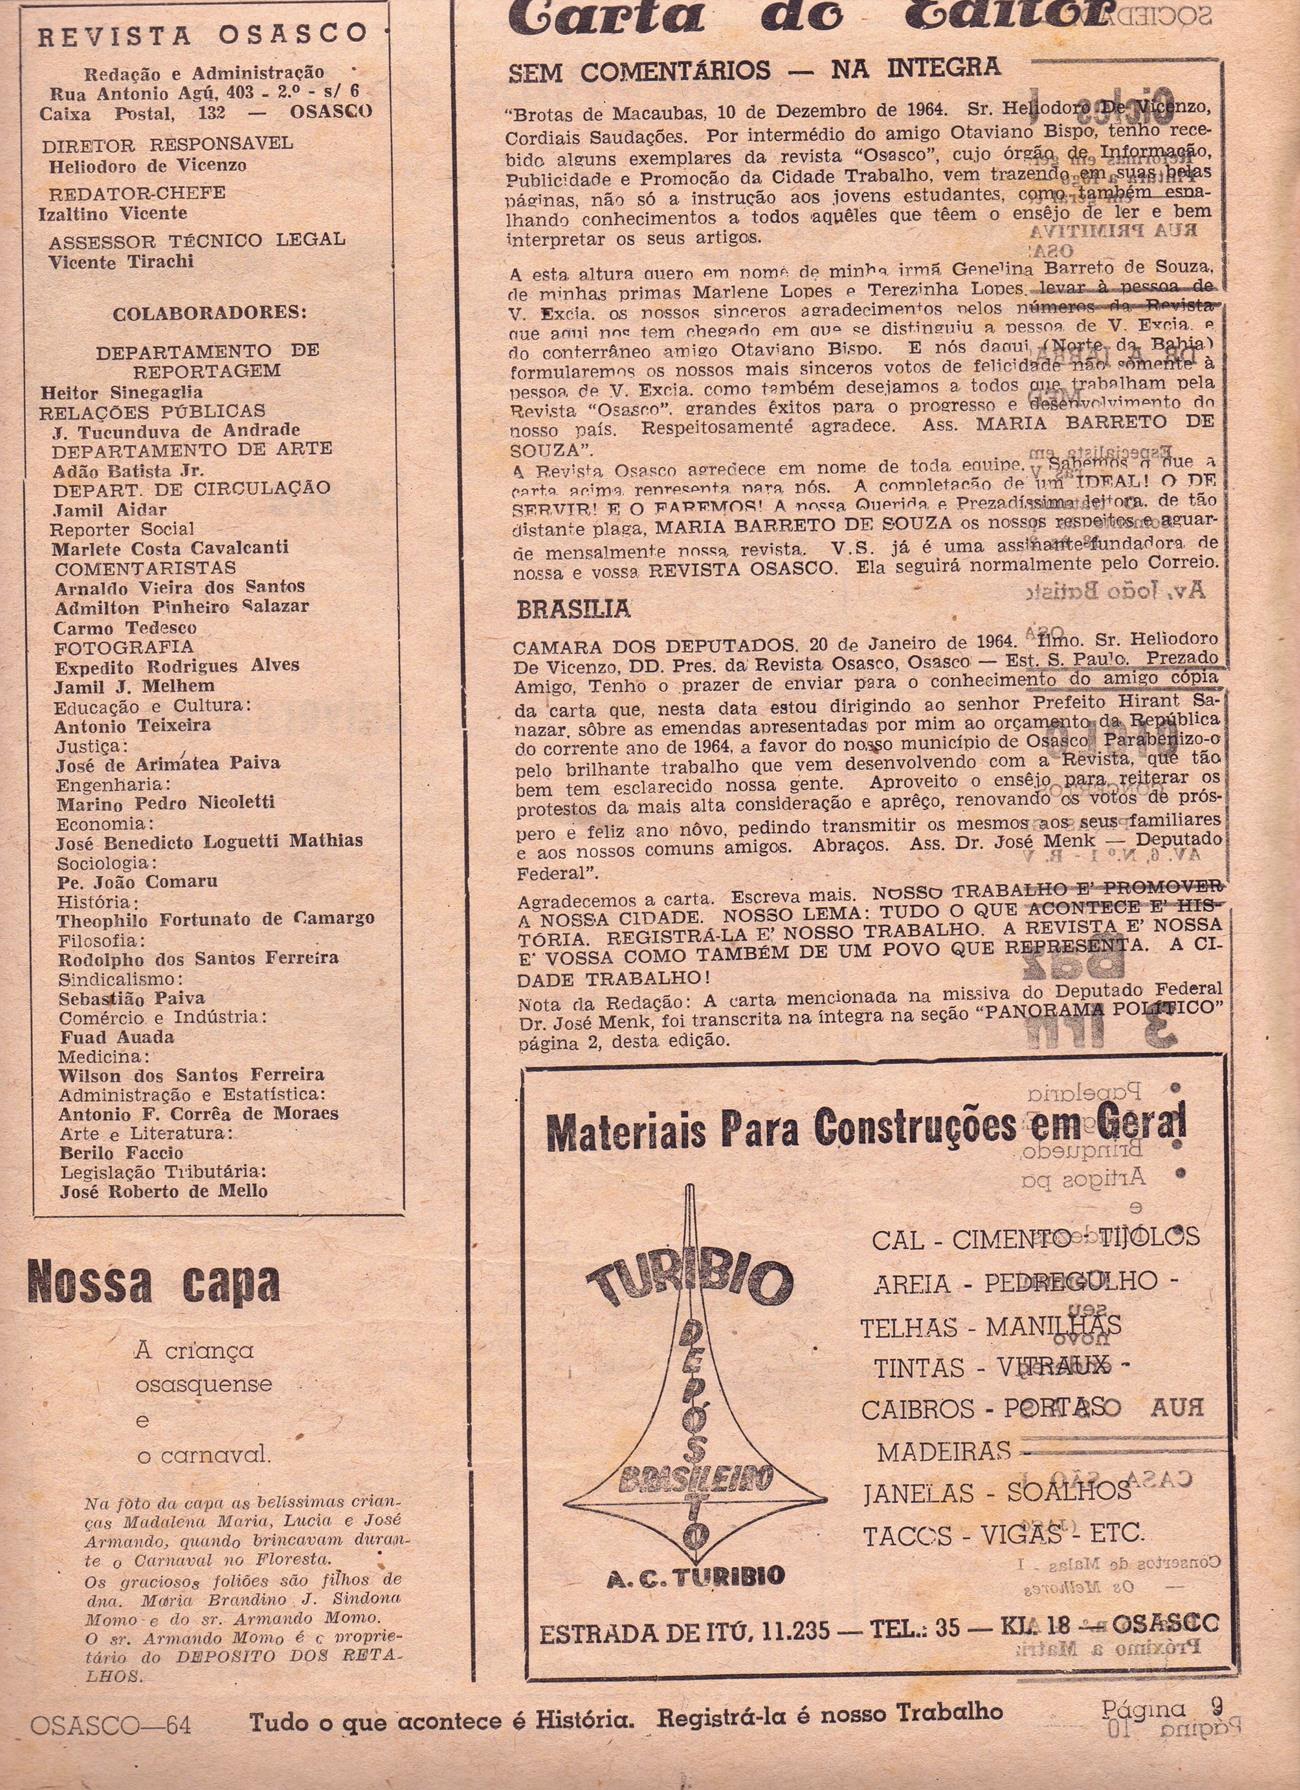 REVISTA OSASCO
Redação e Administração
Rua Antonio Agú, 403 - 2.º - s/ 6
Caixa Postal, 132 — OSASCO
DIRETOR RESPONSAVEL
Heliodoro de Vicenzo
REDATOR-CHEFE
Izaltino Vicente
ASSESSOR TÉCNICO LEGAL
Vicente Tirachi
COLABORADORES:
DEPARTAMENTO DE
REPORTAGEM
Heitor Sinegaglia
RELAÇÕES PÚBLICAS
J. Tucunduva de Andrade
DEPARTAMENTO DE ARTE
Adão Batista Jr.
DEPART. DE CIRCULAÇÃO
Jamil Aidar
Reporter Social
Marlete Costa Cavalcanti
COMENTARISTAS
Arnaldo Vieira dos Santos
Admilton Pinheiro Salazar
Carmo Tedesco
FOTOGRAFIA
Expedito Rodrigues Alves
Jamil J. Melhem
Educação e Cultura:
Antonio Teixeira
Justiça:
José de Arimatea Paiva
Engenharia:
Marino Pedro Nicoletti
Economia:
José Benedicto Loguetti Mathias
Sociologia:
Pe. João Comaru
História:
Theophilo Fortunato de Camargo
Filosofia:
Rodolpho dos Santos Ferreira
Sindicalismo:
Sebastião Paiva
Comércio e Indústria:
Fuad Auada
Medicina:
Wilson dos Santos Ferreira
Administração e Estatística:
Antonio F. Corrêa de Moraes
Arte e Literatura:
Berilo Faccio
Legislação Tributária:
José Roberto de Mello
Nossa capa
A criança
osasquense
e
o carnaval.
Na foto da capa as belissimas crian-
ças Madalena Maria, Lucia e José
Armando, quando brincavam duran-
te o Carnaval no Floresta.
Os graciosos foliões são filhos de
dna. Maria Brandino J. Sindona
Momo e do sr. Armando Momo.
O sr. Armando Momo é o proprie-
tário do DEPOSITO DOS RETA-
LHOS.
Carta do Editor
SEM COMENTÁRIOS — NA INTEGRA
“Brotas de Macaubas, 10 de Dezembro de 1964. Sr. Heliodoro De Vicenzo,
Cordiais Saudações. Por intermédio do amigo Otaviano Bispo, tenho rece-
bido alguns exemplares da revista “Osasco”, cujo órgão de Informação,
Publicidade e Promoção da Cidade Trabalho, vem trazendo em suas belas
páginas, não só a instrução aos jovens estudantes, como também espa-
lhando conhecimentos a todos aquêles que têem o ensêjo de ler e bem
interpretar os seus artigos.
A esta altura quero em nome de minha irmã Genelina Barreto de Souza,
de minhas primas Marlene Lopes e Terezinha Lopes, levar à pessoa de
V. Excia. os nossos sinceros agradecimentos pelos números da Revista
que aqui nos tem chegado em que se distinguiu a pessoa de V. Excia. e
do conterrâneo amigo Otaviano Bispo. E nós daqui (Norte da Bahia)
formularemos os nossos mais sinceros votos de felicidade não sòmente à
pessoa de V. Excia. como também desejamos a todos que trabalham pela
Revista “Osasco”. grandes êxitos para o progresso e desenvolvimento do
nosso país. Respeitosamenté agradece. Ass. MARIA BARRETO DE
SOUZA”.
A Revista Osasco agredece em nome de toda equipe. Sabemos o que a
carta acima representa para nós. A completação de um IDEAL! O DE
SERVIR! E O FAREMOS! A nossa Querida e Prezadíssima leitora, de tão
distante plaga, MARIA BARRETO DE SOUZA os nossos respeitos e aguar-
de mensalmente nossa revista. V.S. já é uma assinante-fundadora de
nossa e vossa REVISTA OSASCO. Ela seguirá normalmente pelo Correio.
BRASILIA
CAMARA DOS DEPUTADOS, 20 de Janeiro de 1964. Ilmo. Sr. Heliodoro
De Vicenzo, DD. Pres. da Revista Osasco, Osasco — Est. S. Paulo. Prezado
Amigo, Tenho o prazer de enviar para o conhecimento do amigo cópia
da carta que, nesta data estou dirigindo ao senhor Prefeito Hirant Sa-
nazar, sôbre as emendas apresentadas por mim ao orçamento da República
do corrente ano de 1964, a favor do nosso município de Osasco. Parabenizo-o
pelo brilhante trabalho que vem desenvolvendo com a Revista, que tão
bem tem esclarecido nossa gente. Aproveito o ensêjo para reiterar os
protestos da mais alta consideração e aprêço, renovando os votos de prós-
pero e feliz ano nôvo, pedindo transmitir os mesmos aos seus familiares
e aos nossos comuns amigos. Abraços. Ass. Dr. José Menk — Deputado
Federal”.
Agradecemos a carta. Escreva mais. NOSSO TRABALHO E' PROMOVER
A NOSSA CIDADE. NOSSO LEMA: TUDO O QUE ACONTECE E' HIS-
TÓRIA. REGISTRÁ-LA E' NOSSO TRABALHO. A REVISTA E' NOSSA
E' VOSSA COMO TAMBÉM DE UM POVO QUE REPRESENTA. A CI-
DADE TRABALHO!
Nota da Redação: A carta mencionada na missiva do Deputado Federal
Dr. José Menk, foi transcrita na íntegra na seção “PANORAMA POLÍTICO”
página 2, desta edição.
Materiais Para Construções em Geral
TURIBIO
DEPÓSITO
BRASILEIRO
A. C. TURIBIO
CAL - CIMENTO - TIJOLOS
AREIA - PEDREGULHO -
TELHAS - MANILHAS
TINTAS - VITRAUX -
CAIBROS - PORTAS
MADEIRAS -
JANELAS - SOALHOS
TACOS - VIGAS - ETC.
ESTRADA DE ITÚ, 11.235 — TEL.: 35 — KL. 18 — OSASCO
OSASCO—64
Tudo o que acontece é História. Registrá-la é nosso Trabalho
Página 9